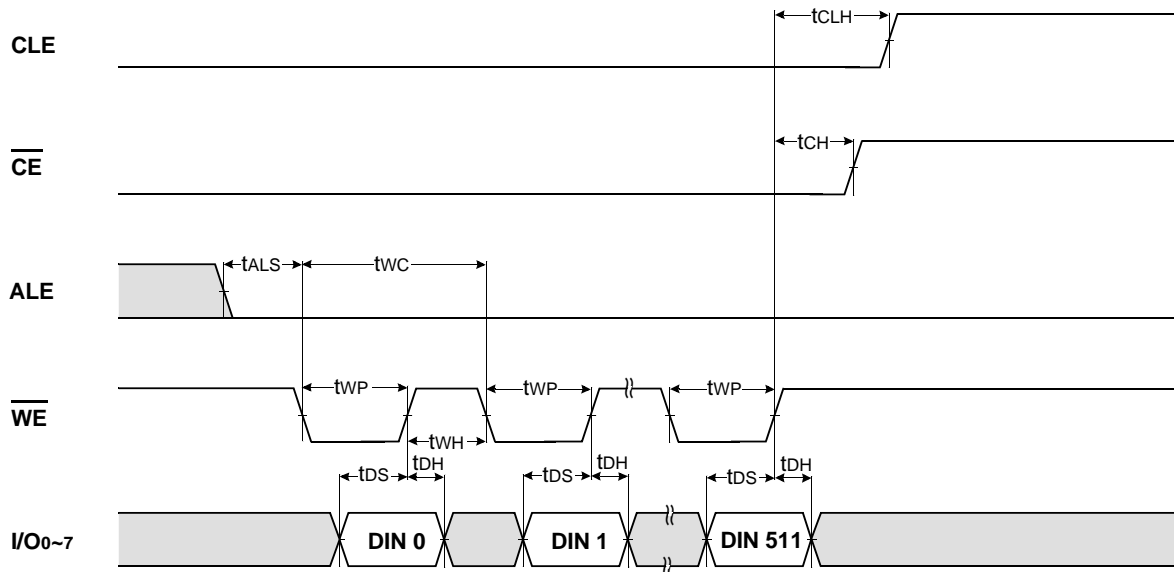 tCLH
CLE
tCH
CE
tALS
tWC
ALE
tWP
tWP
tWP
WE
tWH
tDS
tDH
tDS
tDH
tDS
tDH
I/O0~7
DIN 0
DIN 1
DIN 511